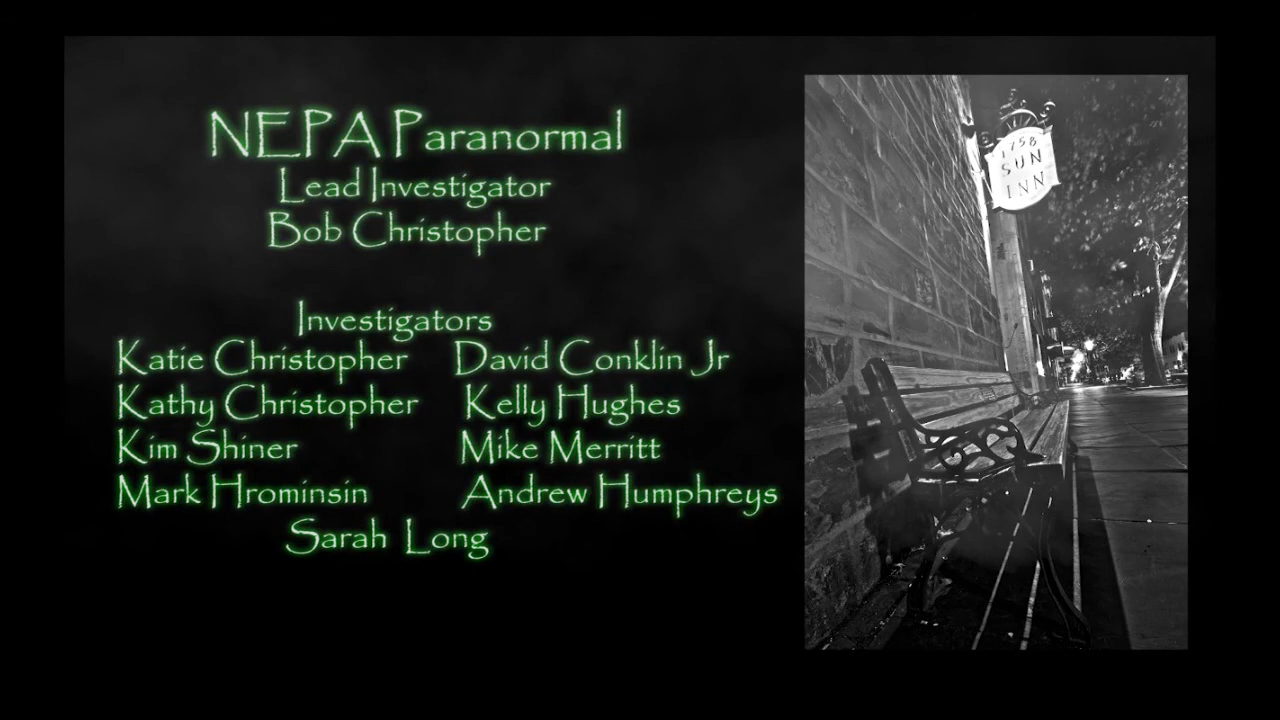 NEPA Paranormal
Lead Investigator
Bob Christopher
Investigators
Katie Christopher David Conklin Jr
Kathy Christopher Kelly Hughes
Kim Shiner Mike Merritt
Mark Hrominsin Andrew Humphreys
Sarah Long
1758
SUN
INN